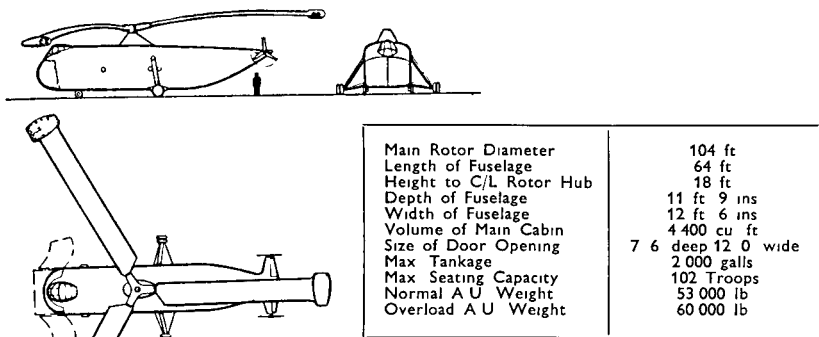 Main Rotor Diameter 104 ft
Length of Fuselage 64 ft
Height to C/L Rotor Hub 18 ft
Depth of Fuselage 11 ft 9 ins
Width of Fuselage 12 ft 6 ins
Volume of Main Cabin 4 400 cu ft
Size of Door Opening 7 6 deep 12 0 wide
Max Tankage 2 000 galls
Max Seating Capacity 102 Troops
Normal A U Weight 53 000 lb
Overload A U Weight 60 000 lb